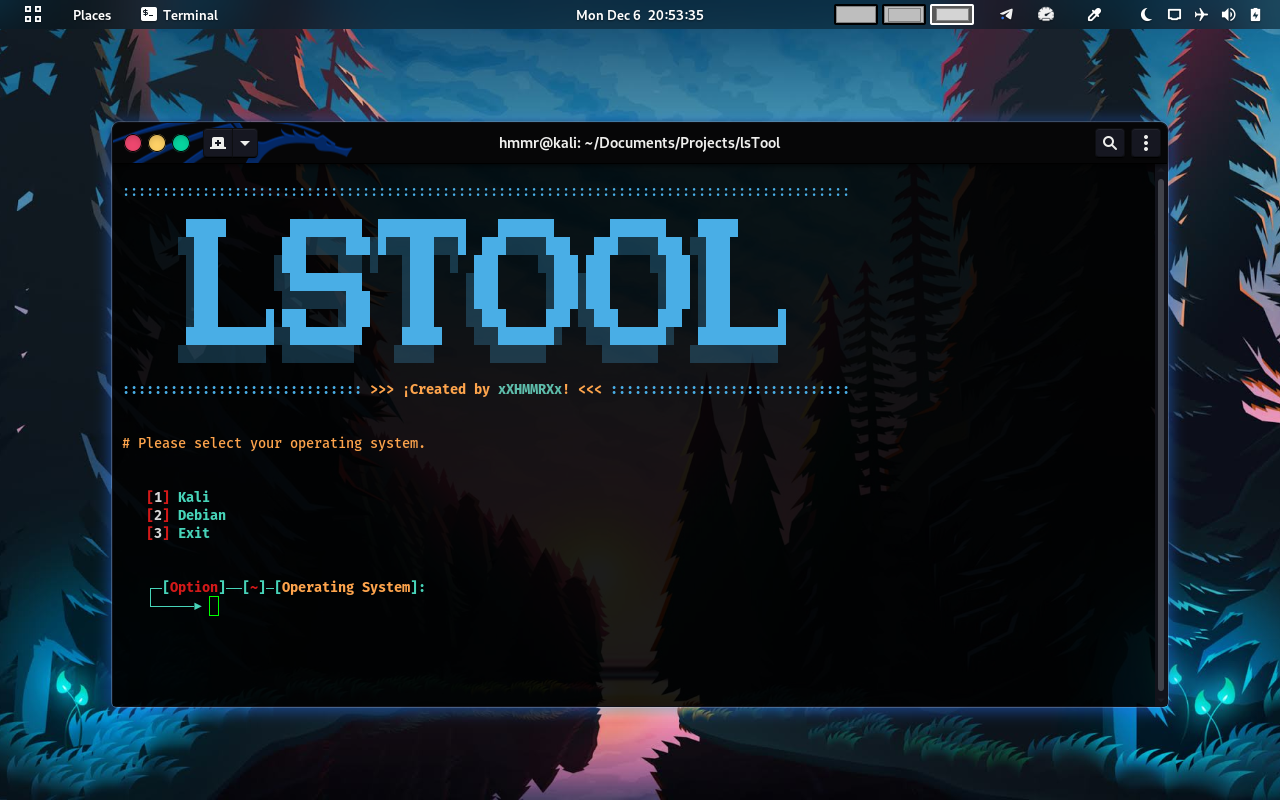 Places Terminal Mon Dec 6 20:53:35
hmmr@kali: ~/Documents/Projects/lsTool
:::::::::::::::::::::::::::::::::::::::::::::::::::::::::::::::::::::::::::::::::::::::::::
LSTOOL
:::::::::::::::::::::::::::::: >>> ¡Created by xXHMMRXx! <<< ::::::::::::::::::::::::::::::
# Please select your operating system.
[1] Kali
[2] Debian
[3] Exit
┌─[Option]──[~]─[Operating System]:
└─────►